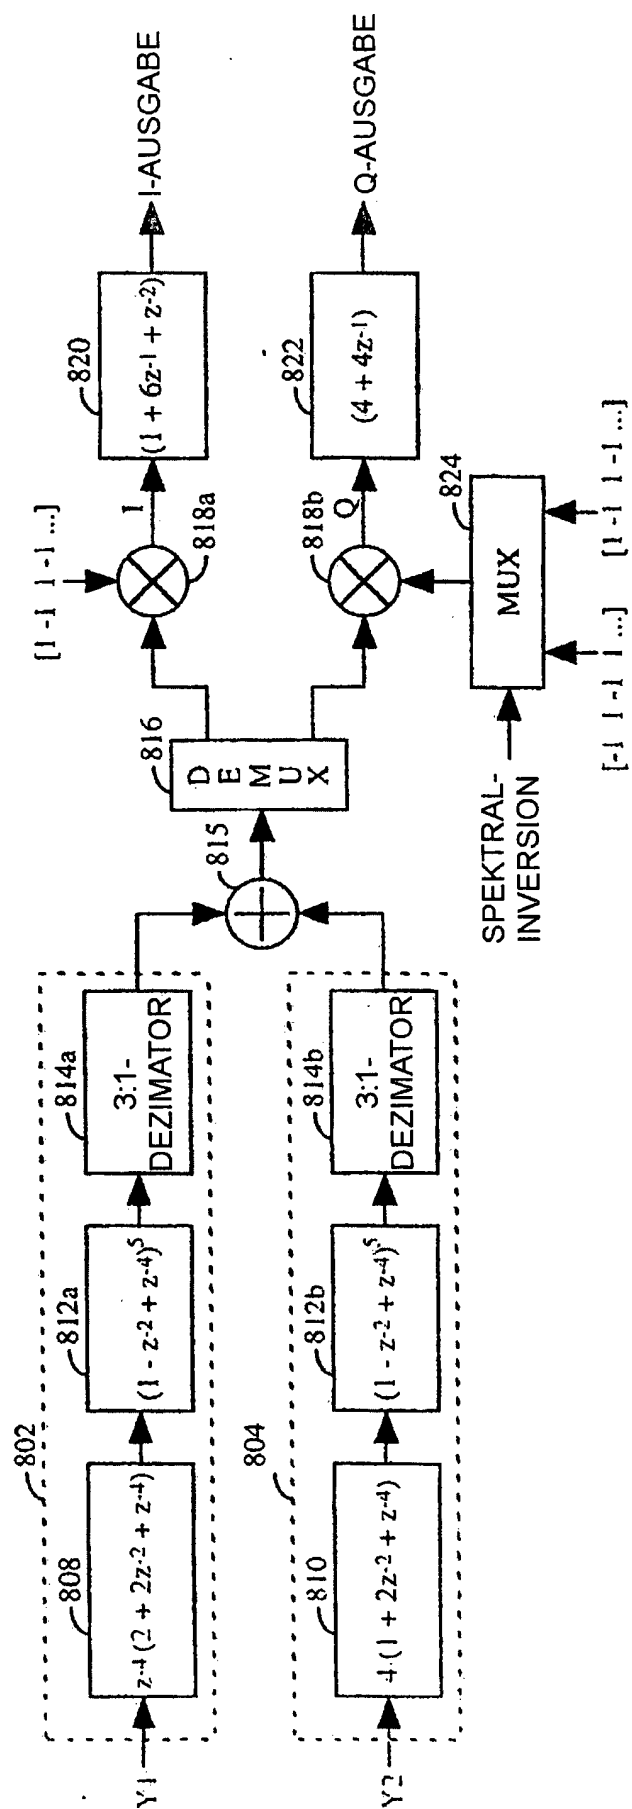 802
808
z⁻⁴(2 + 2z⁻² + z⁻⁴)
812a
(1 - z⁻² + z⁻⁴)⁵
814a
3:1-
DEZIMATOR
Y1
804
810
4·(1 + 2z⁻² + z⁻⁴)
812b
(1 - z⁻² + z⁻⁴)⁵
814b
3:1-
DEZIMATOR
Y2
815
816
D
E
M
U
X
[1 -1 1 -1 ...]
I
818a
820
(1 + 6z⁻¹ + z⁻²)
I-AUSGABE
818b
Q
822
(4 + 4z⁻¹)
Q-AUSGABE
824
MUX
SPEKTRAL-
INVERSION
[-1 1 -1 1 ...]
[1 -1 1 -1 ...]